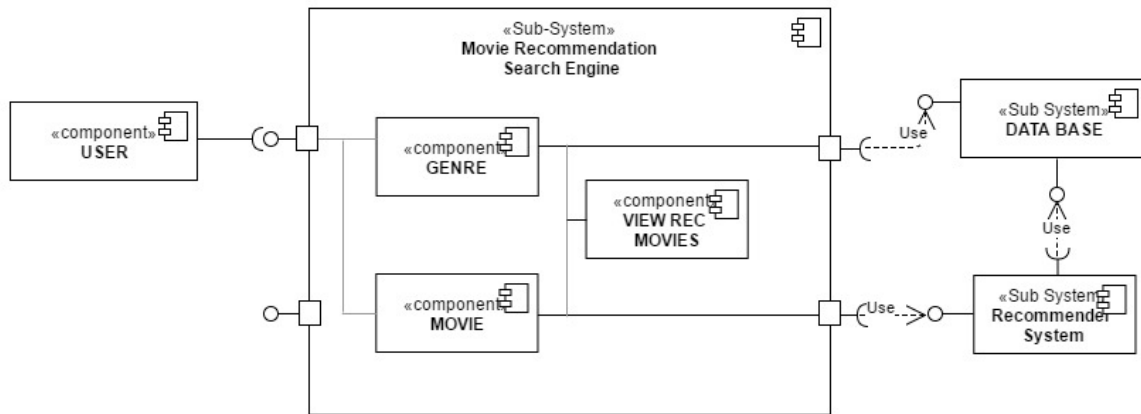 «Sub-System»
Movie Recommendation
Search Engine
«component»
USER
«component»
GENRE
«component»
VIEW REC
MOVIES
«component»
MOVIE
Use
«Sub System»
DATA BASE
Use
Use
«Sub System»
Recommender
System